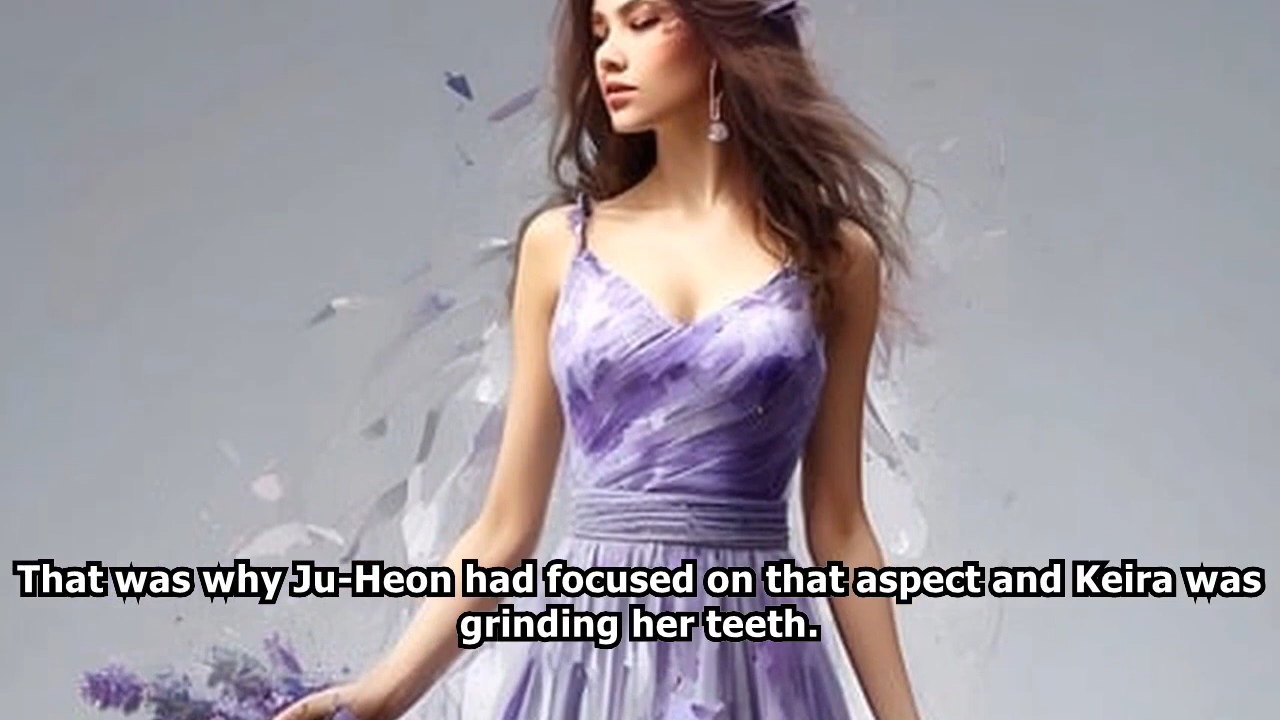 That was why Ju-Heon had focused on that aspect and Keira was
grinding her teeth.